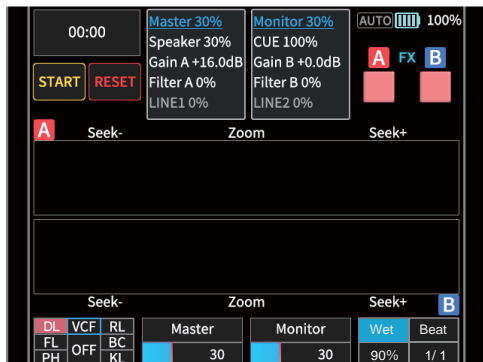 00:00
START RESET
Master 30%
Speaker 30%
Gain A +16.0dB
Filter A 0%
LINE1 0%
Monitor 30%
CUE 100%
Gain B +0.0dB
Filter B 0%
LINE2 0%
AUTO 100%
A FX B
A Seek- Zoom Seek+
Seek- Zoom Seek+ B
DL VCF RL
FL OFF BC
PH KL
Master
30
Monitor
30
Wet Beat
90% 1/1